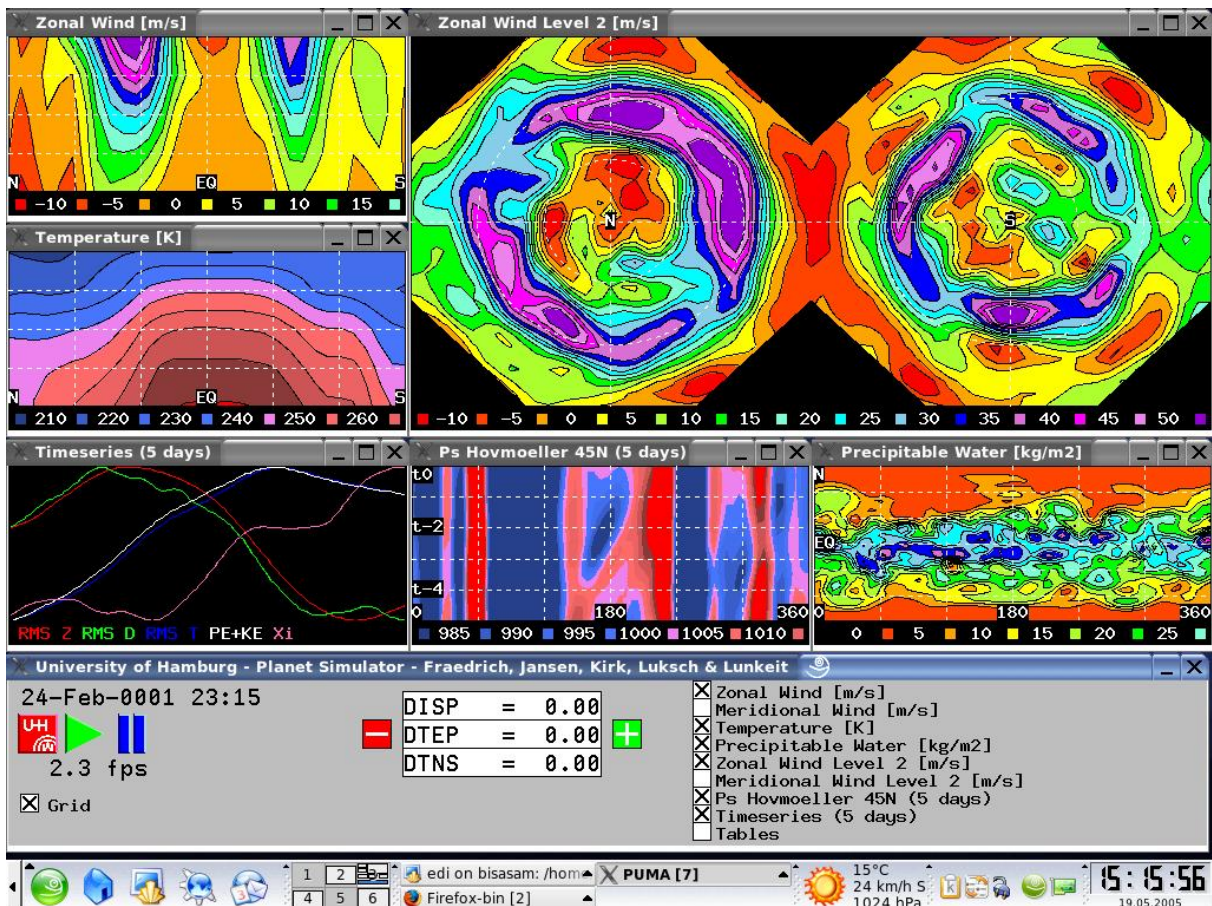 Zonal Wind [m/s]
N EQ S
-10 -5 0 5 10 15
Zonal Wind Level 2 [m/s]
N S
-10 -5 0 5 10 15 20 25 30 35 40 45 50
Temperature [K]
N EQ S
210 220 230 240 250 260
Timeseries (5 days)
RMS Z RMS D RMS T PE+KE Xi
Ps Hovmoeller 45N (5 days)
t0
t-2
t-4
0 180 360
985 990 995 1000 1005 1010
Precipitable Water [kg/m2]
N
EQ
0 180 360
0 5 10 15 20 25
University of Hamburg - Planet Simulator - Fraedrich, Jansen, Kirk, Luksch & Lunkeit
24-Feb-0001 23:15
UH
2.3 fps
Grid
DISP = 0.00
DTEP = 0.00
DTNS = 0.00
Zonal Wind [m/s]
Meridional Wind [m/s]
Temperature [K]
Precipitable Water [kg/m2]
Zonal Wind Level 2 [m/s]
Meridional Wind Level 2 [m/s]
Ps Hovmoeller 45N (5 days)
Timeseries (5 days)
Tables
1 2
4 5 6
edi on bisasam: /hom
Firefox-bin [2]
PUMA [7]
15°C
24 km/h S
1024 hPa
15:15:56
19.05.2005